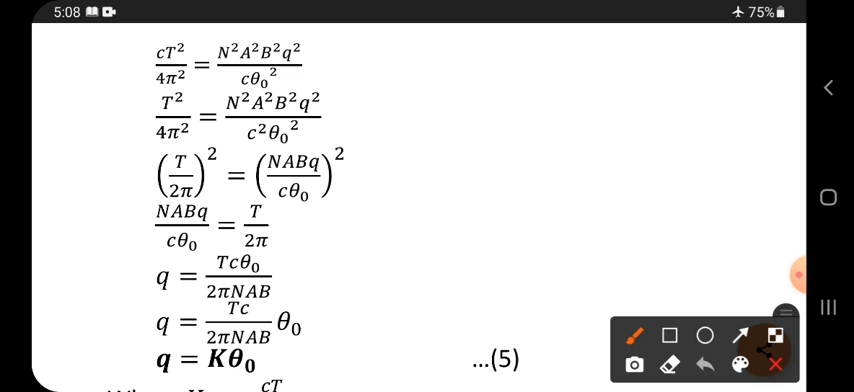 5:08
75%
cT²/4π² = N²A²B²q²/cθ₀²
T²/4π² = N²A²B²q²/c²θ₀²
(T/2π)² = (NABq/cθ₀)²
NABq/cθ₀ = T/2π
q = Tcθ₀/2πNAB
q = Tc/2πNAB θ₀
q = Kθ₀ ...(5)
cT